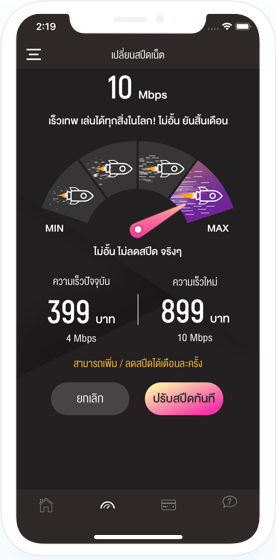 2:19
เปลี่ยนสปีดเน็ต
10 Mbps
เร็วเทพ เล่นได้ทุกสิ่งในโลก! ไม่อั้น ยันสิ้นเดือน
MIN MAX
ไม่อั้น ไม่ลดสปีด จริงๆ
ความเร็วปัจจุบัน ความเร็วใหม่
399 บาท 899 บาท
4 Mbps 10 Mbps
สามารถเพิ่ม / ลดสปีดได้เดือนละครั้ง
ยกเลิก ปรับสปีดทันที
?